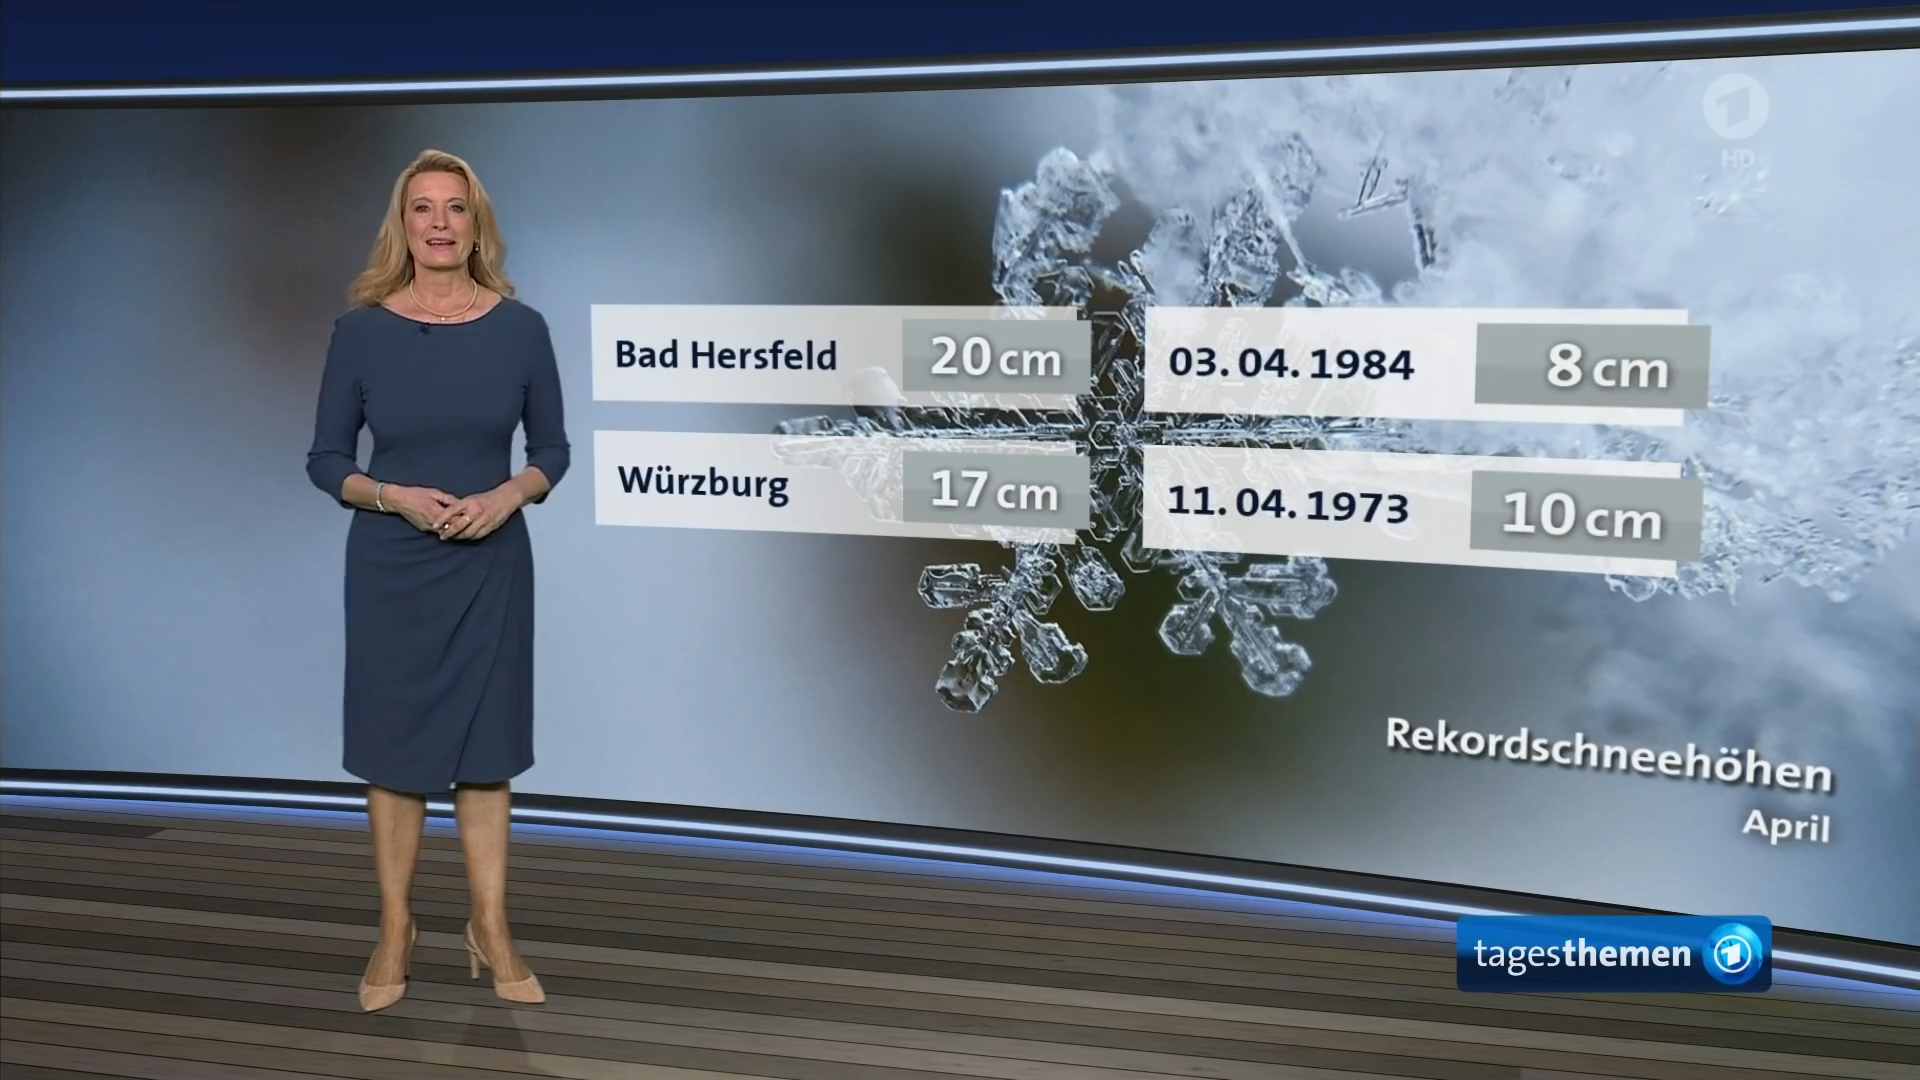 HD
Bad Hersfeld 20 cm 03. 04. 1984 8 cm
Würzburg 17 cm 11. 04. 1973 10 cm
Rekordschneehöhen
April
tagesthemen 1